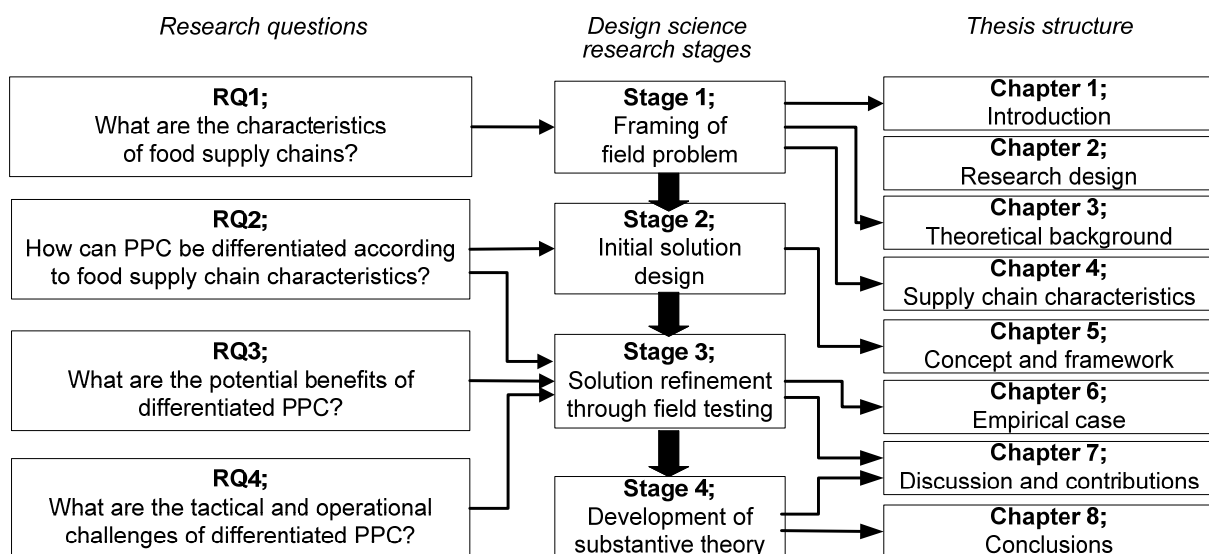 Research questions
Design science
research stages
Thesis structure
RQ1;
What are the characteristics
of food supply chains?
RQ2;
How can PPC be differentiated according
to food supply chain characteristics?
RQ3;
What are the potential benefits of
differentiated PPC?
RQ4;
What are the tactical and operational
challenges of differentiated PPC?
Stage 1;
Framing of
field problem
Stage 2;
Initial solution
design
Stage 3;
Solution refinement
through field testing
Stage 4;
Development of
substantive theory
Chapter 1;
Introduction
Chapter 2;
Research design
Chapter 3;
Theoretical background
Chapter 4;
Supply chain characteristics
Chapter 5;
Concept and framework
Chapter 6;
Empirical case
Chapter 7;
Discussion and contributions
Chapter 8;
Conclusions